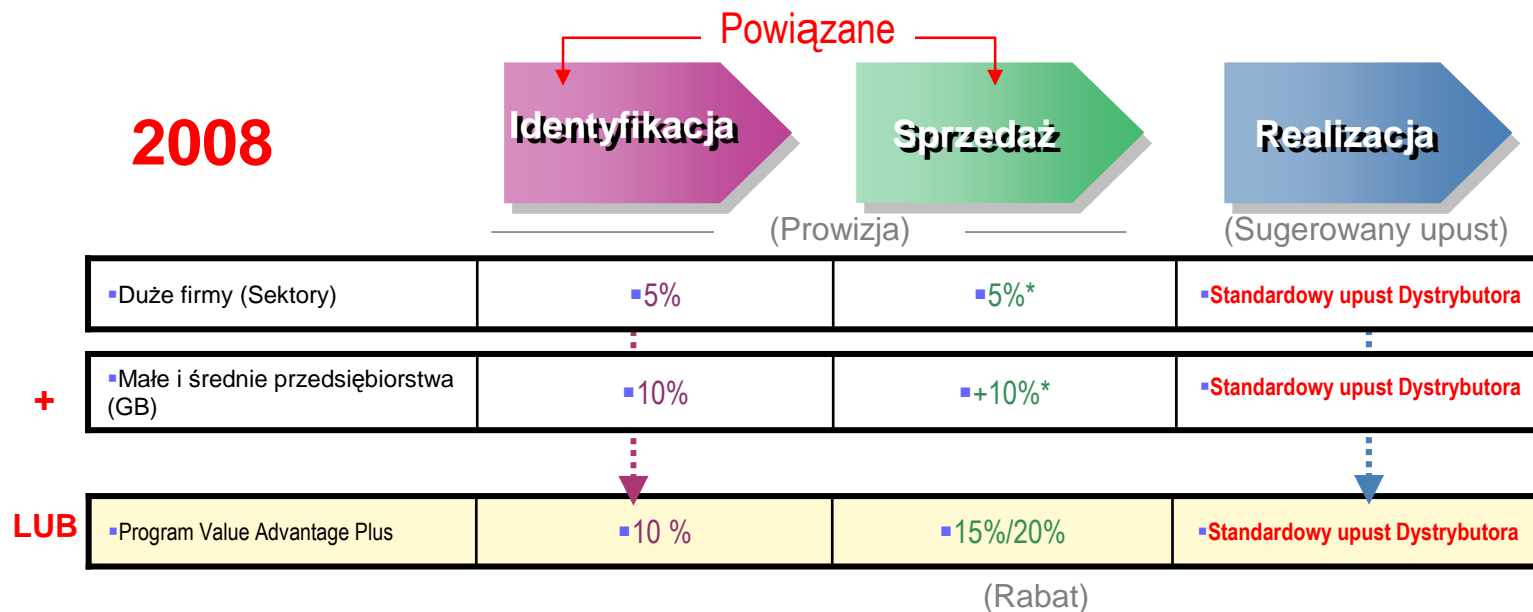 Powiązane
2008
Identyfikacja
Sprzedaż
Realizacja
(Prowizja)
(Sugerowany upust)
▪Duże firmy (Sektory)
▪5%
▪5%*
▪Standardowy upust Dystrybutora
+
▪Małe i średnie przedsiębiorstwa
(GB)
▪10%
▪+10%*
▪Standardowy upust Dystrybutora
LUB
▪Program Value Advantage Plus
▪10 %
▪15%/20%
▪Standardowy upust Dystrybutora
(Rabat)